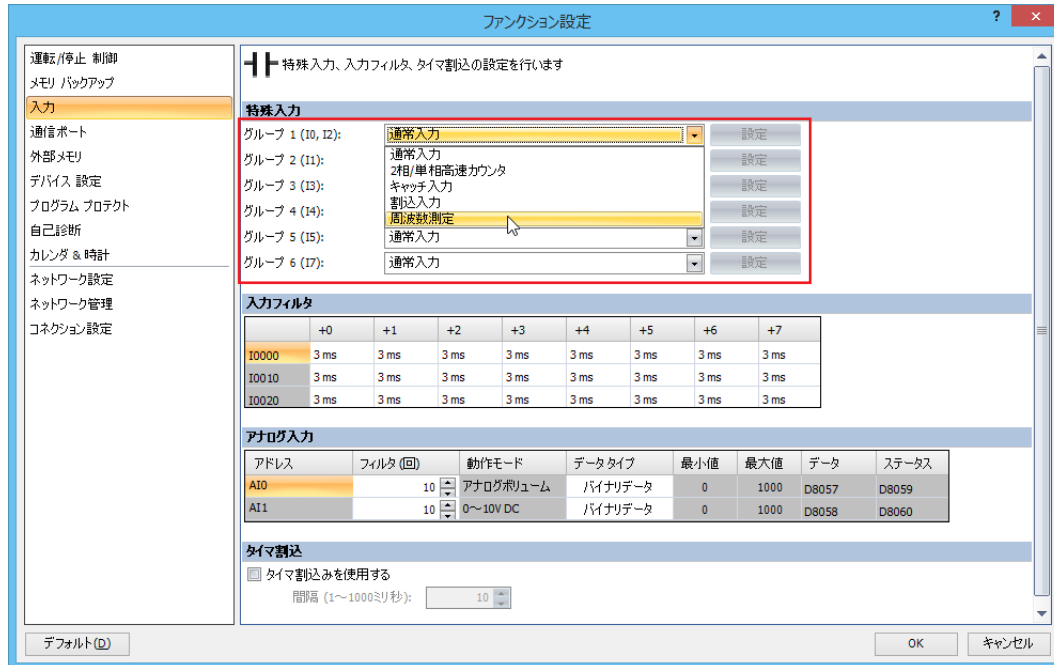 ファンクション設定
? ×
運転/停止 制御
メモリ バックアップ
入力
通信ポート
外部メモリ
デバイス 設定
プログラム プロテクト
自己診断
カレンダ & 時計
ネットワーク設定
ネットワーク管理
コネクション設定
特殊入力、入力フィルタ、タイマ割込の設定を行います
特殊入力
グループ 1 (I0, I2): 通常入力 設定
グループ 2 (I1): 通常入力 設定
2相/単相高速カウンタ
グループ 3 (I3): キャッチ入力 設定
割込入力
グループ 4 (I4): 周波数測定 設定
グループ 5 (I5): 通常入力 設定
グループ 6 (I7): 通常入力 設定
入力フィルタ
+0 +1 +2 +3 +4 +5 +6 +7
I0000 3 ms 3 ms 3 ms 3 ms 3 ms 3 ms 3 ms 3 ms
I0010 3 ms 3 ms 3 ms 3 ms 3 ms 3 ms 3 ms 3 ms
I0020 3 ms 3 ms 3 ms 3 ms 3 ms 3 ms 3 ms 3 ms
アナログ入力
アドレス フィルタ (回) 動作モード データ タイプ 最小値 最大値 データ ステータス
AI0 10 アナログボリューム バイナリデータ 0 1000 D8057 D8059
AI1 10 0～10V DC バイナリデータ 0 1000 D8058 D8060
タイマ割込
タイマ割込みを使用する
間隔 (1～1000ミリ秒): 10
デフォルト(D) OK キャンセル